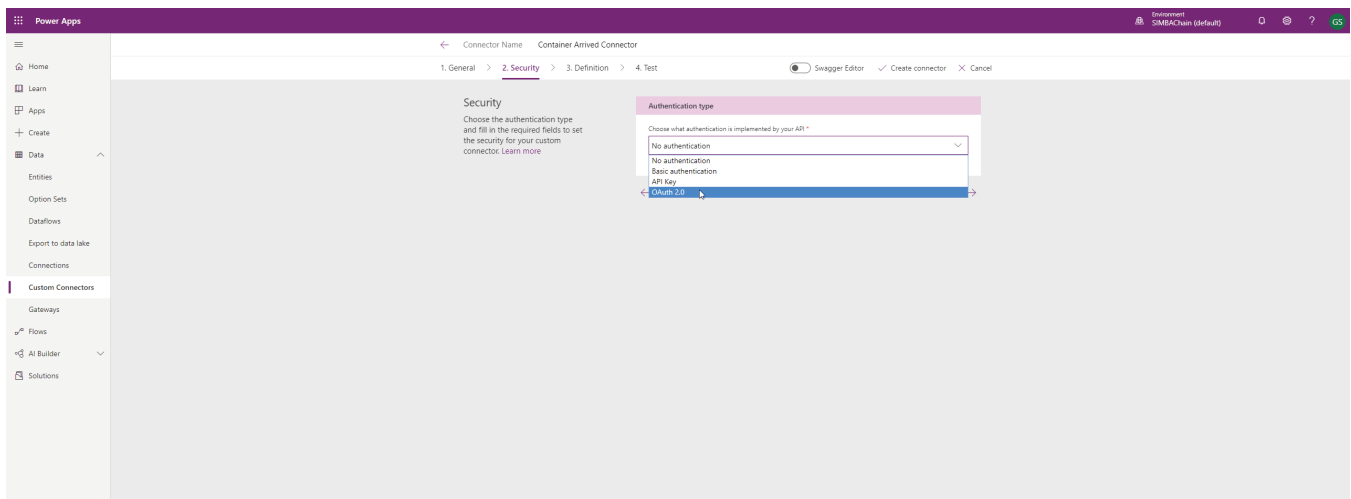 Power Apps
Environment
SIMBAChain (default)
?
GS
Home
Learn
Apps
Create
Data
Entities
Option Sets
Dataflows
Export to data lake
Connections
Custom Connectors
Gateways
Flows
AI Builder
Solutions
Connector Name Container Arrived Connector
1. General > 2. Security > 3. Definition > 4. Test
Swagger Editor Create connector Cancel
Security
Choose the authentication type
and fill in the required fields to set
the security for your custom
connector. Learn more
Authentication type
Choose what authentication is implemented by your API *
No authentication
No authentication
Basic authentication
API Key
OAuth 2.0